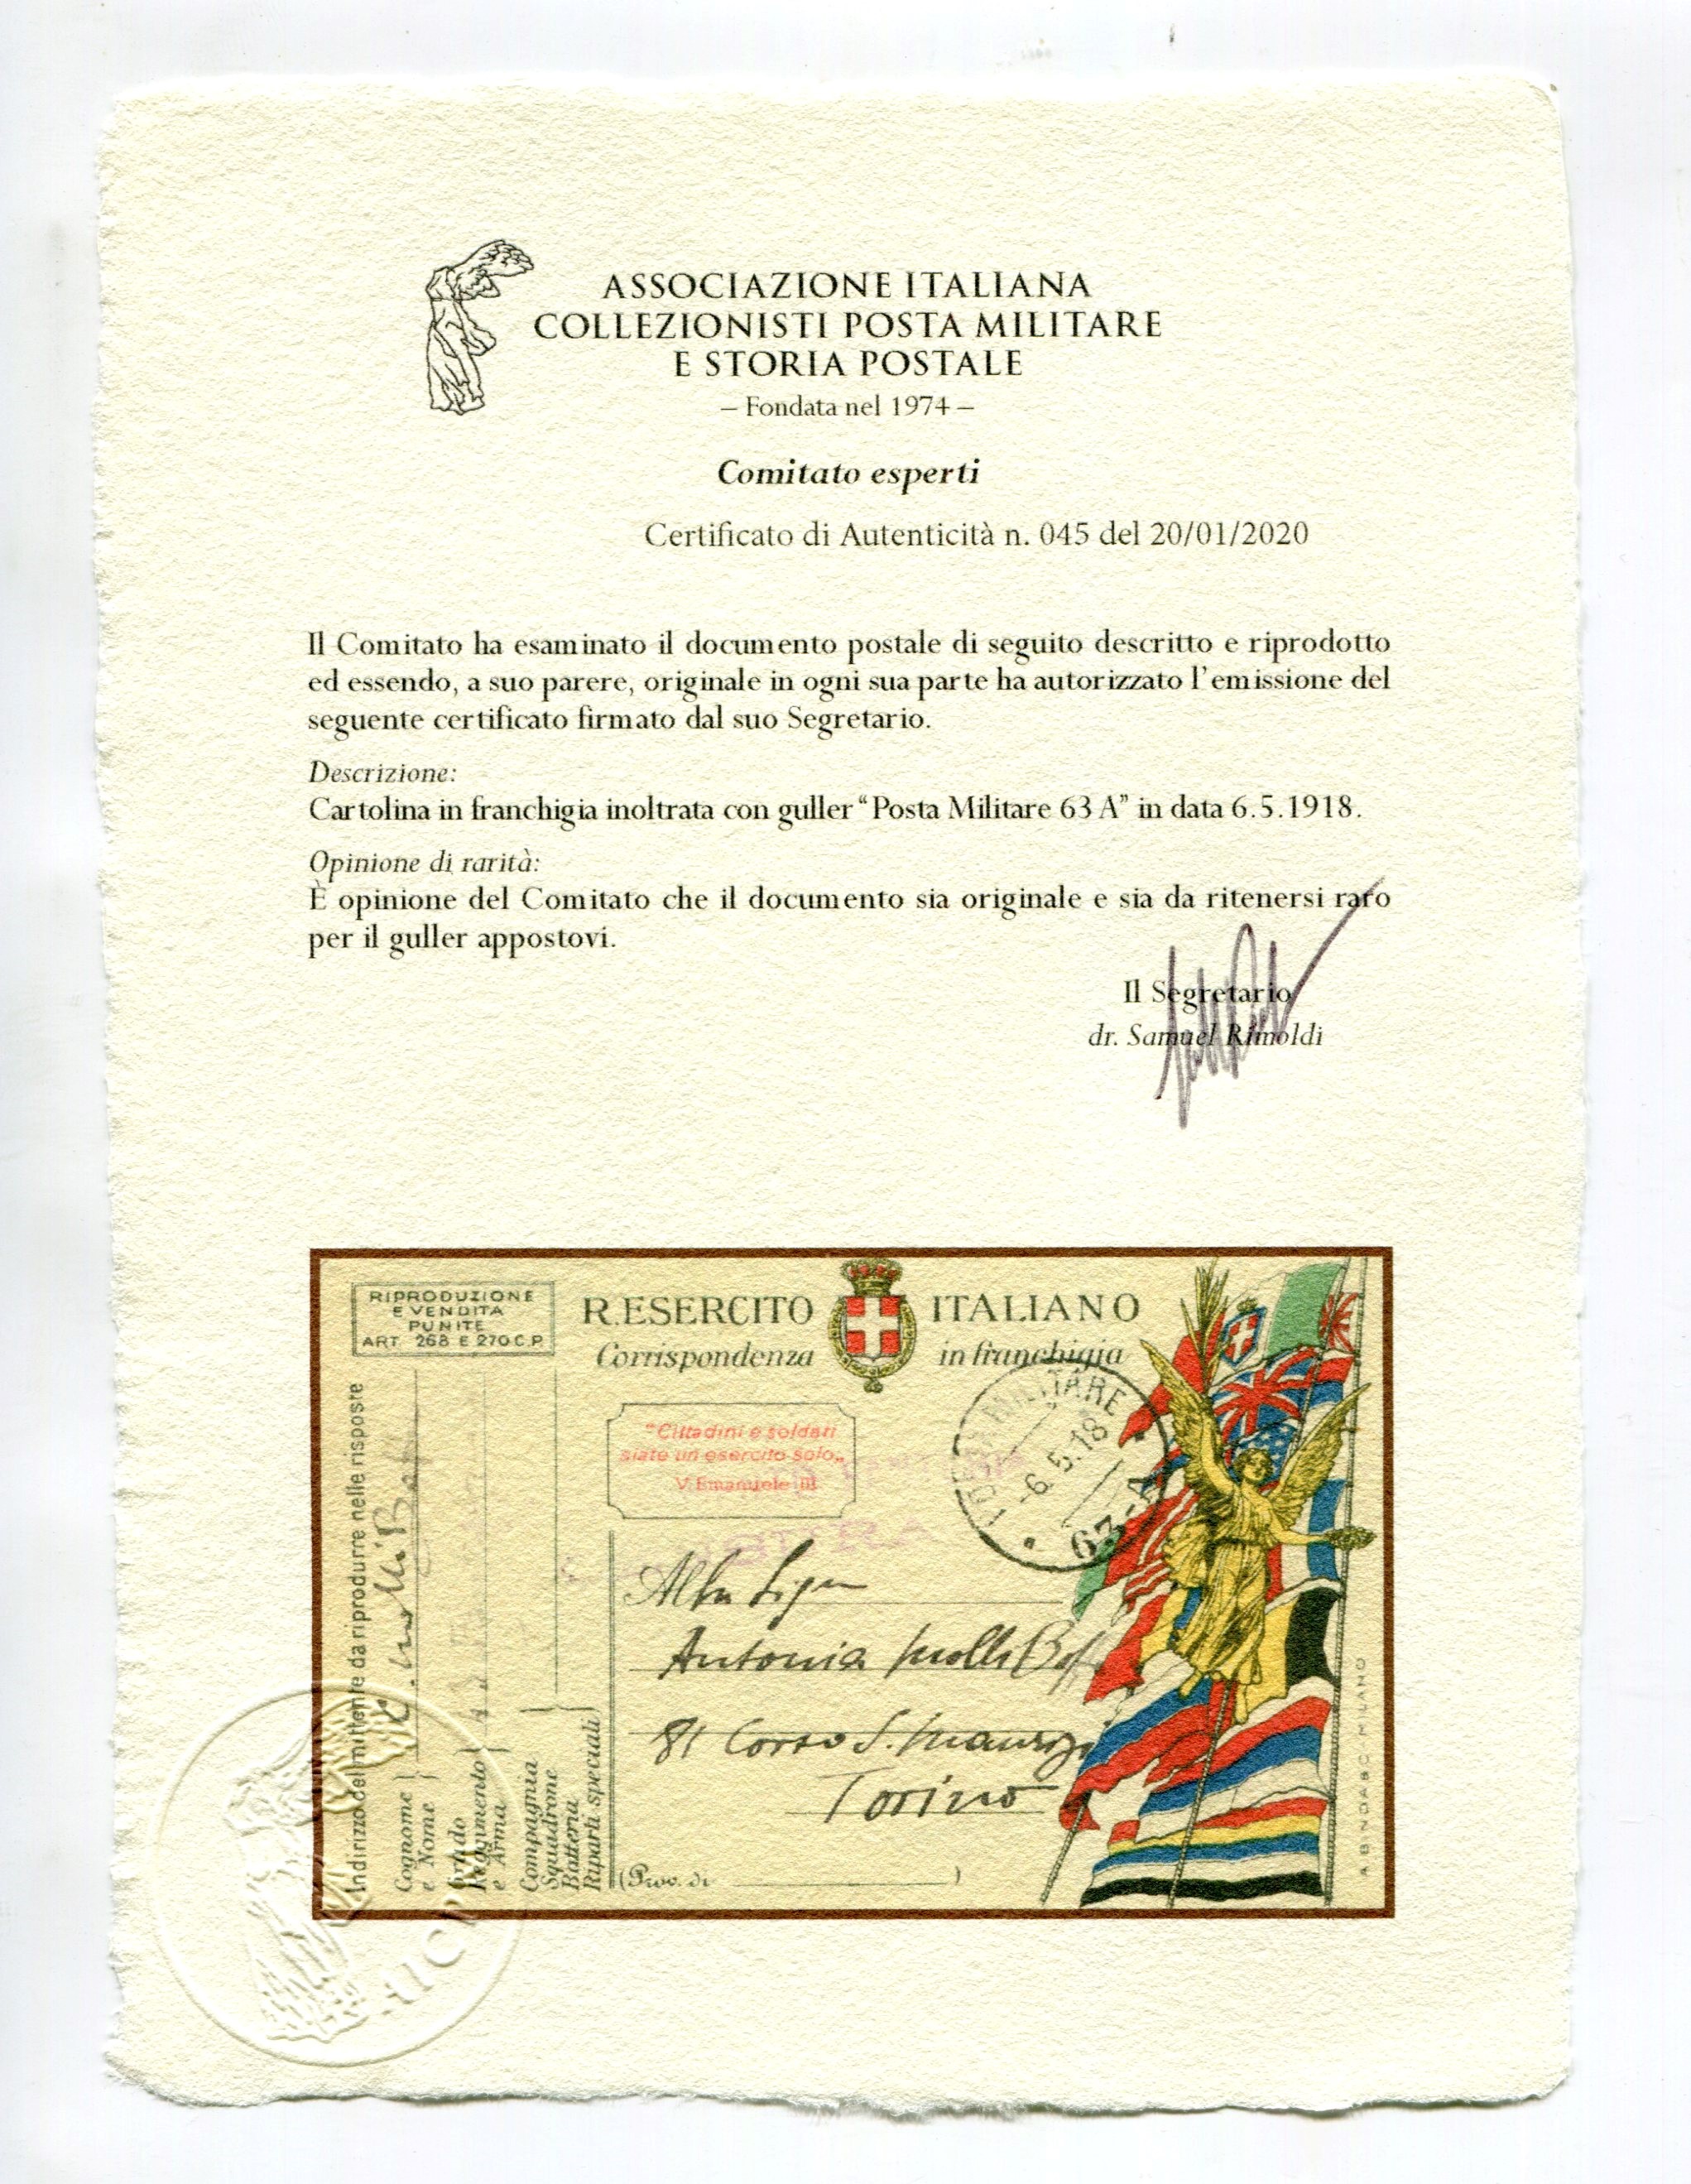 ASSOCIAZIONE ITALIANA
COLLEZIONISTI POSTA MILITARE
E STORIA POSTALE
– Fondata nel 1974 –
Comitato esperti
Certificato di Autenticità n. 045 del 20/01/2020
Il Comitato ha esaminato il documento postale di seguito descritto e riprodotto
ed essendo, a suo parere, originale in ogni sua parte ha autorizzato l'emissione del
seguente certificato firmato dal suo Segretario.
Descrizione:
Cartolina in franchigia inoltrata con guller “Posta Militare 63 A” in data 6.5.1918.
Opinione di rarità:
È opinione del Comitato che il documento sia originale e sia da ritenersi raro
per il guller appostovi.
Il Segretario
dr. Samuel Rimoldi
RIPRODUZIONE
E VENDITA
PUNITE
ART. 268 E 270 C.P.
R. ESERCITO ITALIANO
Corrispondenza in franchigia
MILITARE
-6.5.18
63-A
"Cittadini e soldati
siate un esercito solo„
V. Emanuele III
Antonia
81 Corso S. Maurizio
Torino
(Prov. di )
Indirizzo del mittente da riprodurre nelle risposte
Cognome
e Nome
Grado
Reggimento
e Arma
Compagnia
Squadrone
Batteria
Riparti speciali
MILANO